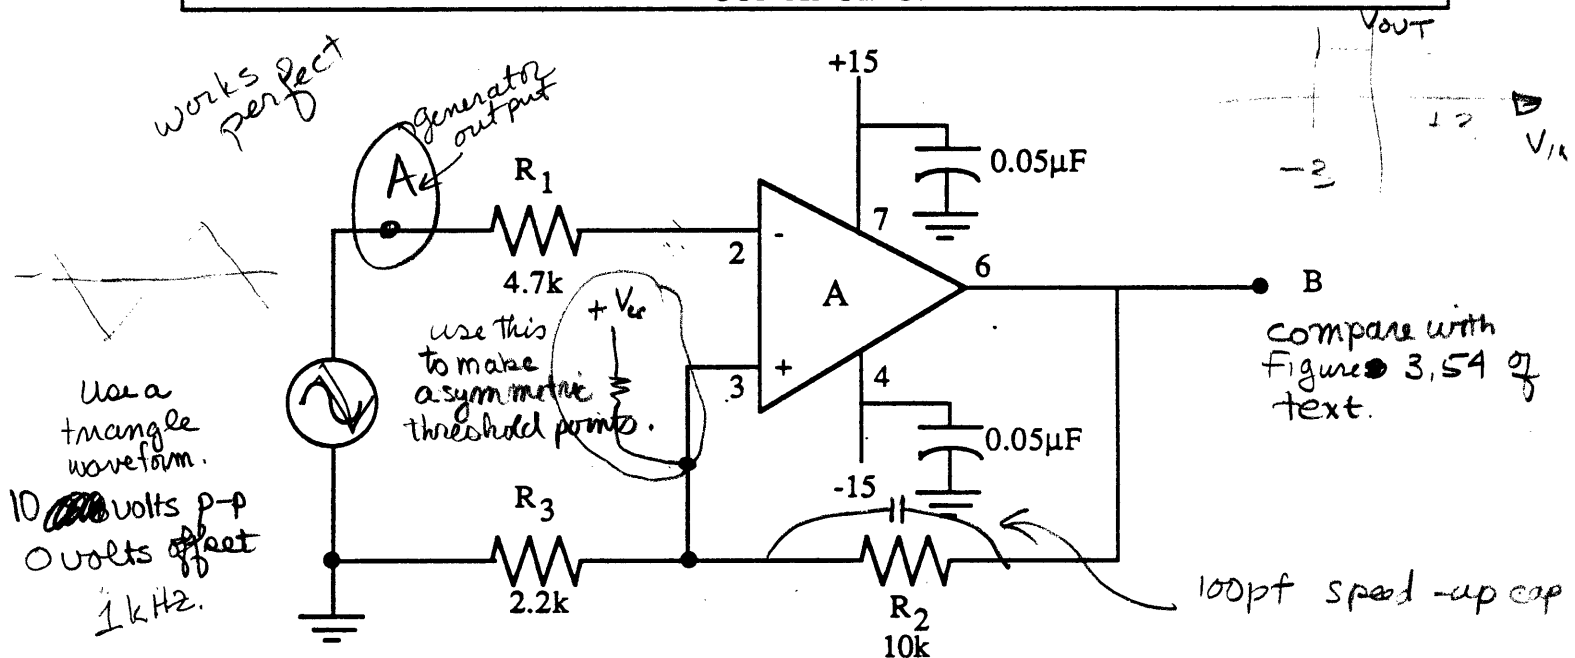 VOUT
works
perfect
generator
output
A
+15
0.05µF
R1
4.7k
2
-
7
6
A
B
VIN
-2
+ Vcc
use this
to make
asymmetric
threshold points.
3
+
4
0.05µF
-15
compare with
Figure 3.54 of
text.
Use a
triangle
waveform.
10 volts p-p
0 volts offset
1kHz.
R3
2.2k
R2
10k
100pf speed-up cap